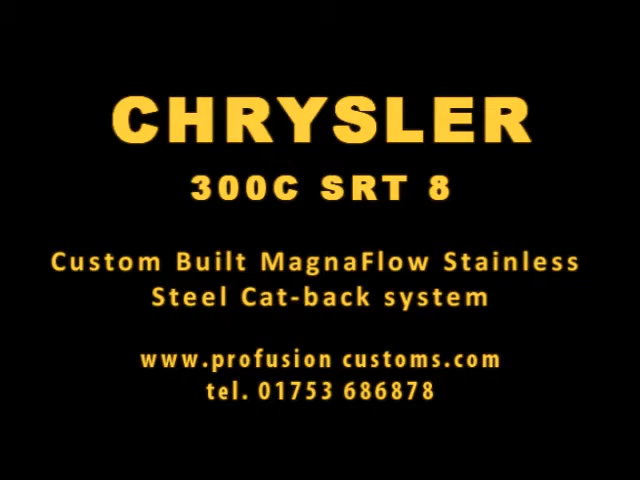 CHRYSLER
300C SRT 8
Custom Built MagnaFlow Stainless
Steel Cat-back system
www.profusion customs.com
tel. 01753 686878